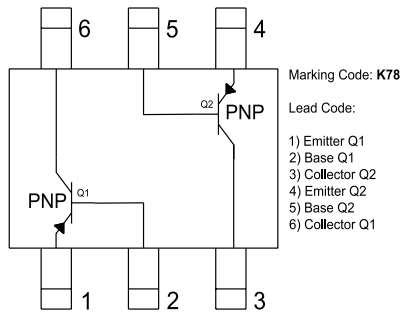 6 5 4
Marking Code: K78
Q2 PNP
Lead Code:
1) Emitter Q1
2) Base Q1
3) Collector Q2
4) Emitter Q2
5) Base Q2
6) Collector Q1
PNP Q1
1 2 3